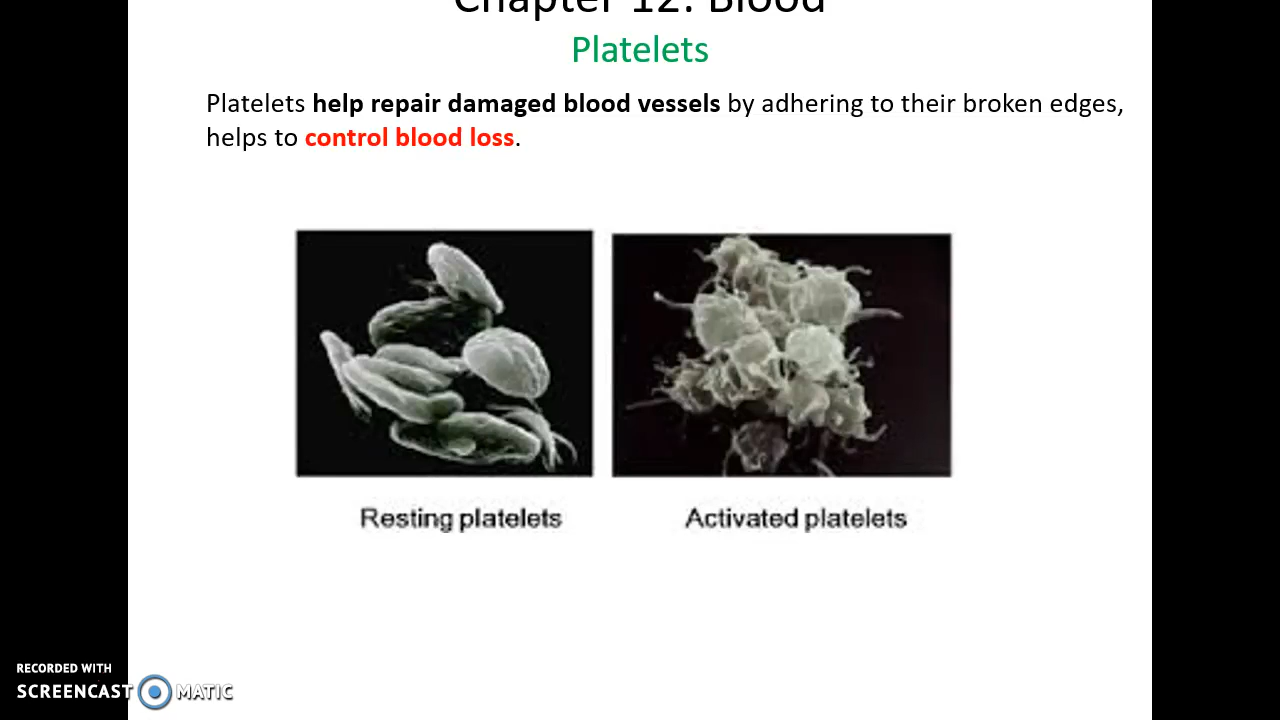 Chapter 12: Blood
Platelets
Platelets help repair damaged blood vessels by adhering to their broken edges,
helps to control blood loss.
Resting platelets
Activated platelets
RECORDED WITH
SCREENCAST MATIC